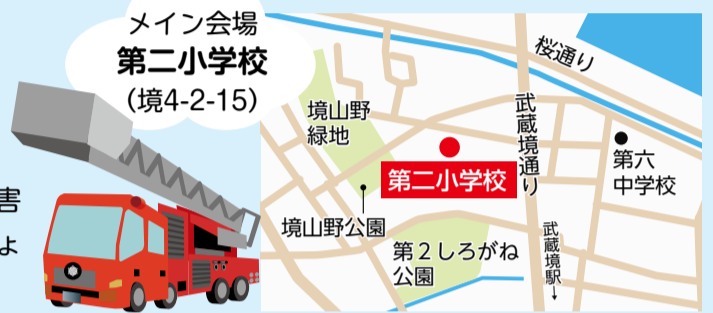 メイン会場
第二小学校
(境4-2-15)
害
ょ
境山野
緑地
境山野公園
第二小学校
第２しろがね
公園
武蔵境通り
桜通り
第六
中学校
武蔵境駅→